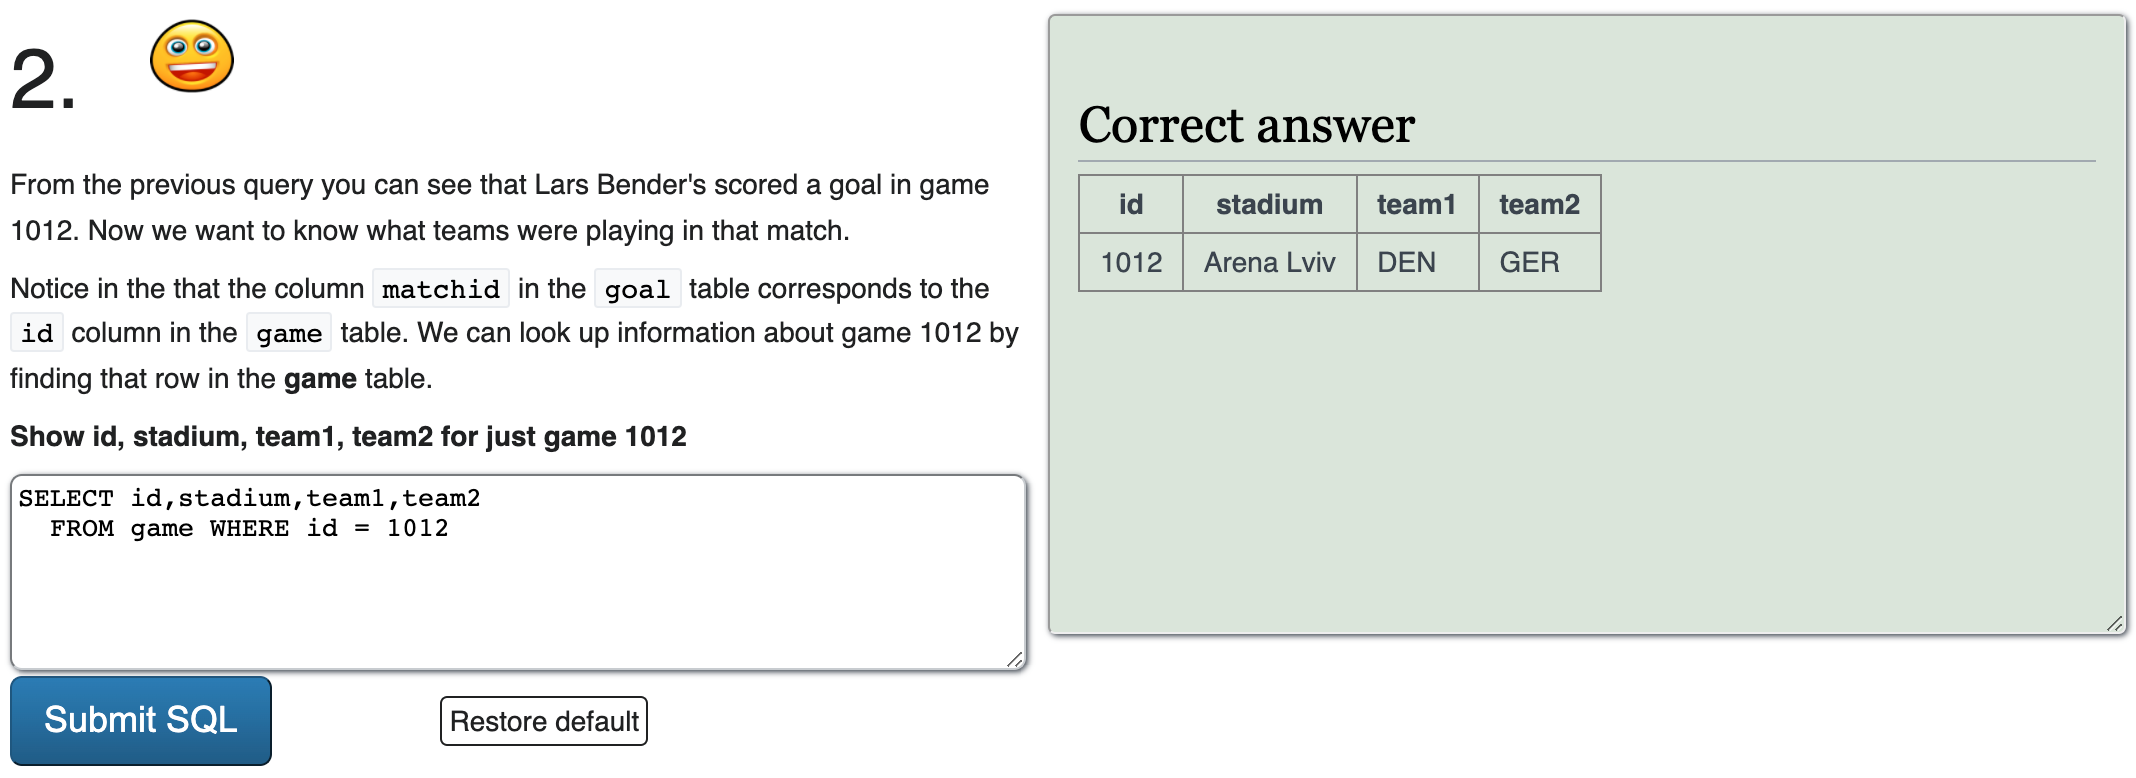 2.
From the previous query you can see that Lars Bender's scored a goal in game
1012. Now we want to know what teams were playing in that match.
Notice in the that the column matchid in the goal table corresponds to the
id column in the game table. We can look up information about game 1012 by
finding that row in the game table.
Show id, stadium, team1, team2 for just game 1012
SELECT id,stadium,team1,team2
  FROM game WHERE id = 1012
Submit SQL Restore default
Correct answer
id stadium team1 team2
1012 Arena Lviv DEN GER